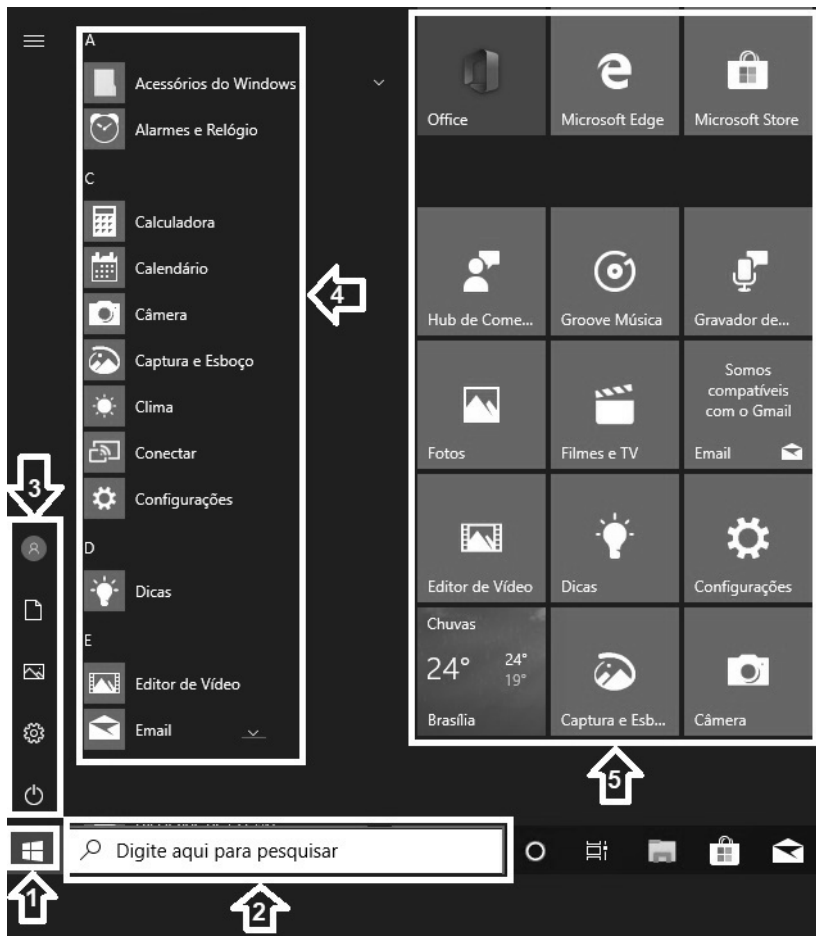 A
Acessórios do Windows
Alarmes e Relógio
C
Calculadora
Calendário
Câmera
Captura e Esboço
Clima
Conectar
Configurações
D
Dicas
E
Editor de Vídeo
Email
4
3
Office
Microsoft Edge
Microsoft Store
Hub de Come...
Groove Música
Gravador de...
Fotos
Filmes e TV
Somos
compatíveis
com o Gmail
Email
Editor de Vídeo
Dicas
Configurações
Chuvas
24° 24°
19°
Brasília
Captura e Esb...
Câmera
5
Digite aqui para pesquisar
1
2